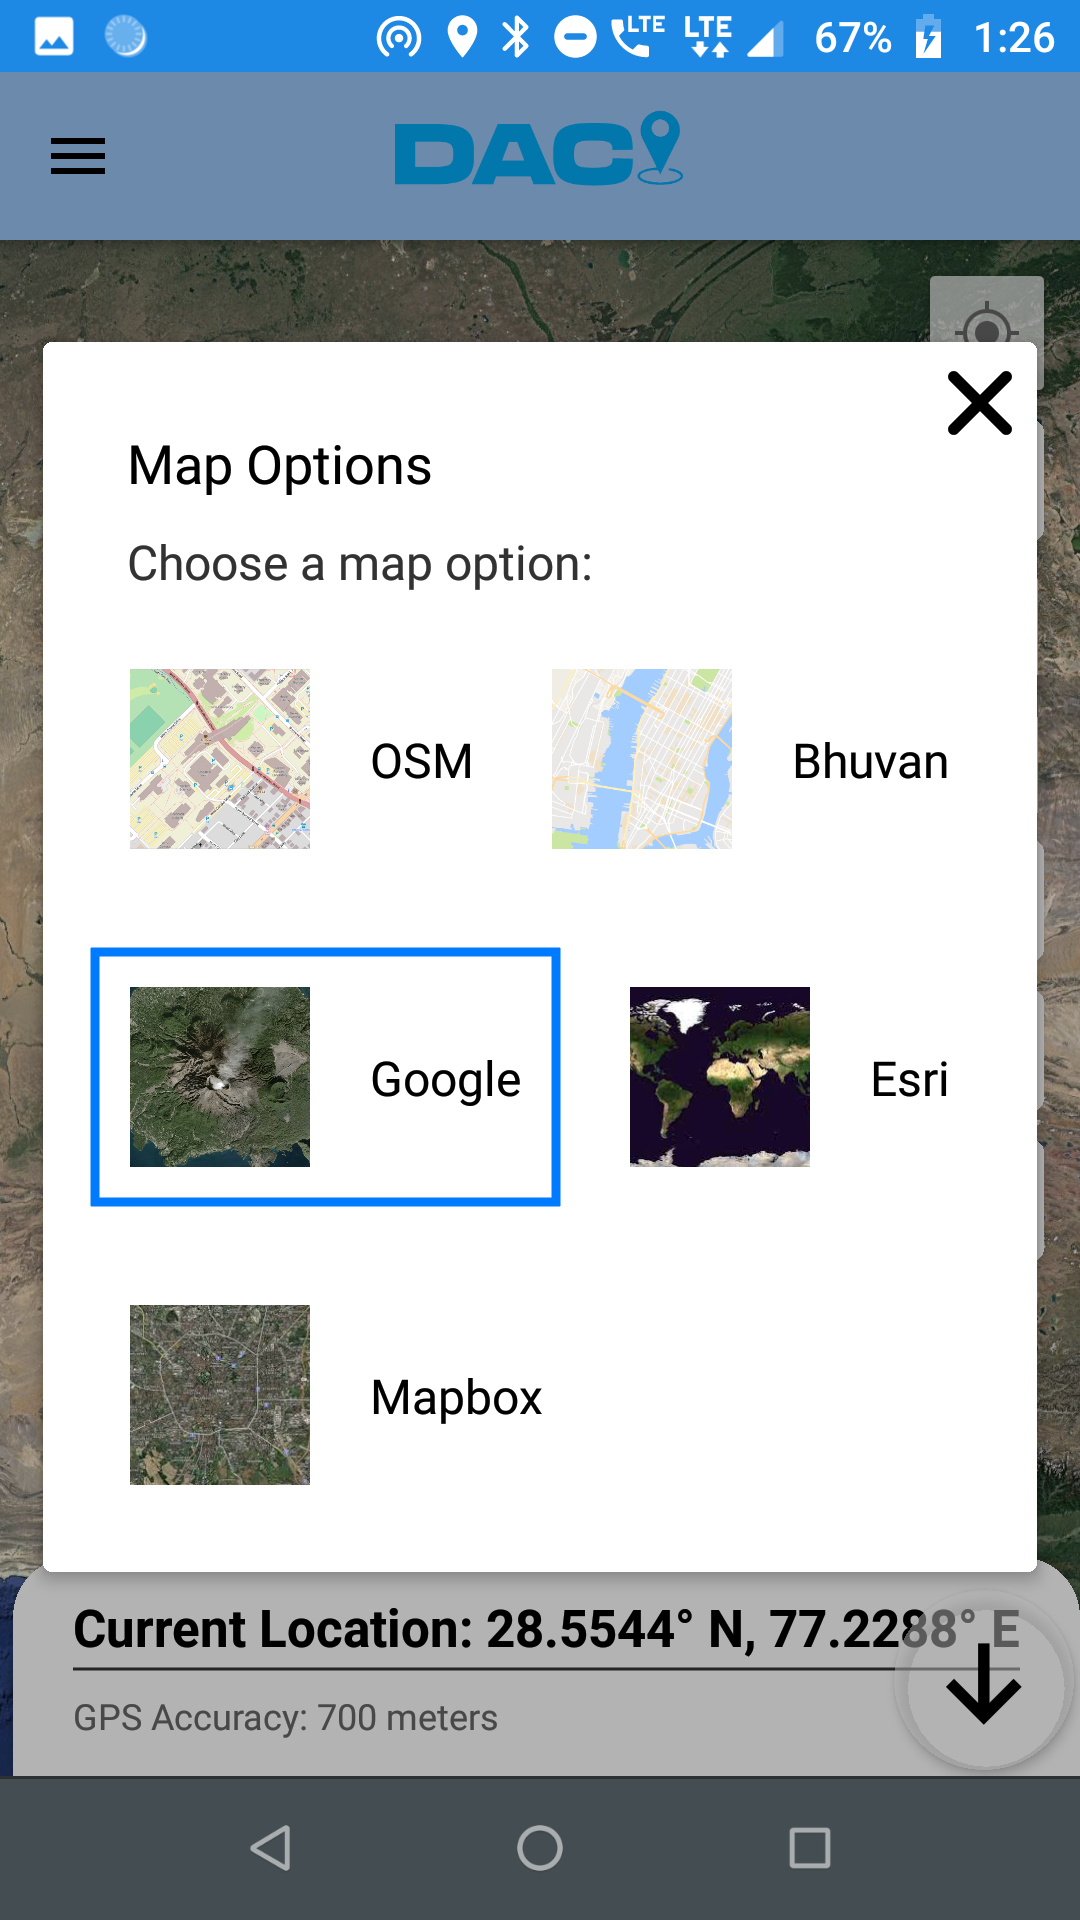 LTE LTE 67% 1:26
DAC
Map Options
Choose a map option:
OSM Bhuvan
Google Esri
Mapbox
Current Location: 28.5544° N, 77.2288° E
GPS Accuracy: 700 meters